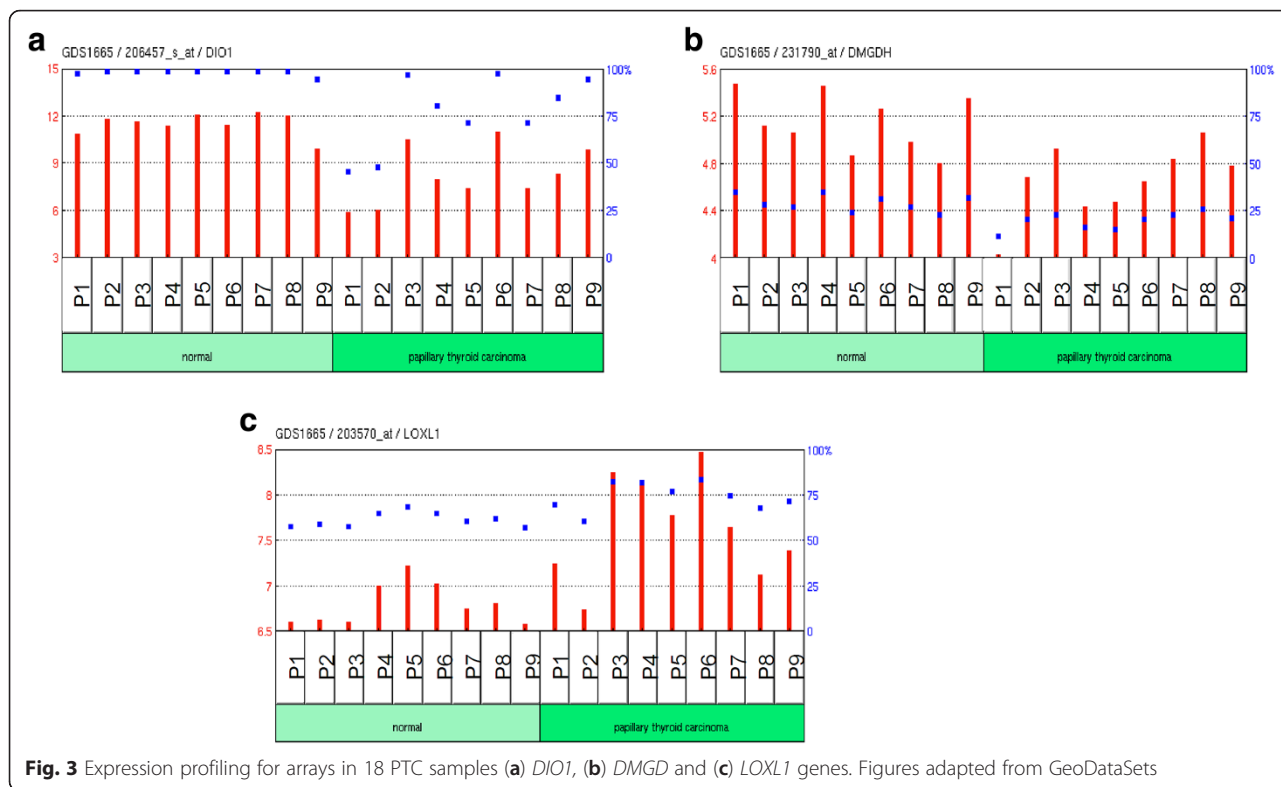 a
GDS1665 / 206457_s_at / DIO1
15
12
9
6
3
100%
75
50
25
0
P1 P2 P3 P4 P5 P6 P7 P8 P9 P1 P2 P3 P4 P5 P6 P7 P8 P9
normal papillary thyroid carcinoma
b
GDS1665 / 231790_at / DMGDH
5.6
5.2
4.8
4.4
4
100%
75
50
25
0
P1 P2 P3 P4 P5 P6 P7 P8 P9 P1 P2 P3 P4 P5 P6 P7 P8 P9
normal papillary thyroid carcinoma
c
GDS1665 / 203570_at / LOXL1
8.5
8
7.5
7
6.5
100%
75
50
25
0
P1 P2 P3 P4 P5 P6 P7 P8 P9 P1 P2 P3 P4 P5 P6 P7 P8 P9
normal papillary thyroid carcinoma
Fig. 3 Expression profiling for arrays in 18 PTC samples (a) DIO1, (b) DMGD and (c) LOXL1 genes. Figures adapted from GeoDataSets